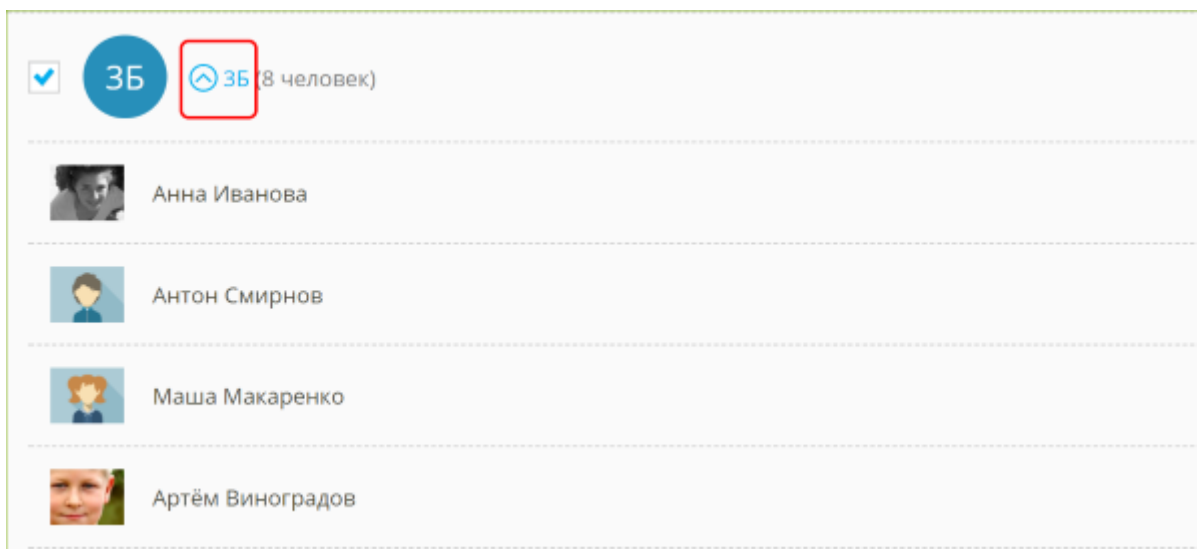 3Б
3Б (8 человек)
Анна Иванова
Антон Смирнов
Маша Макаренко
Артём Виноградов